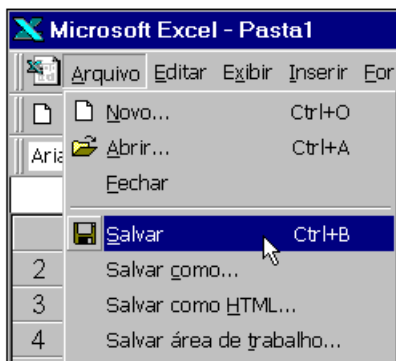 Microsoft Excel - Pasta1
Arquivo Editar Exibir Inserir For
Novo... Ctrl+O
Abrir... Ctrl+A
Aria
Fechar
Salvar Ctrl+B
2 Salvar como...
3 Salvar como HTML...
4 Salvar área de trabalho...